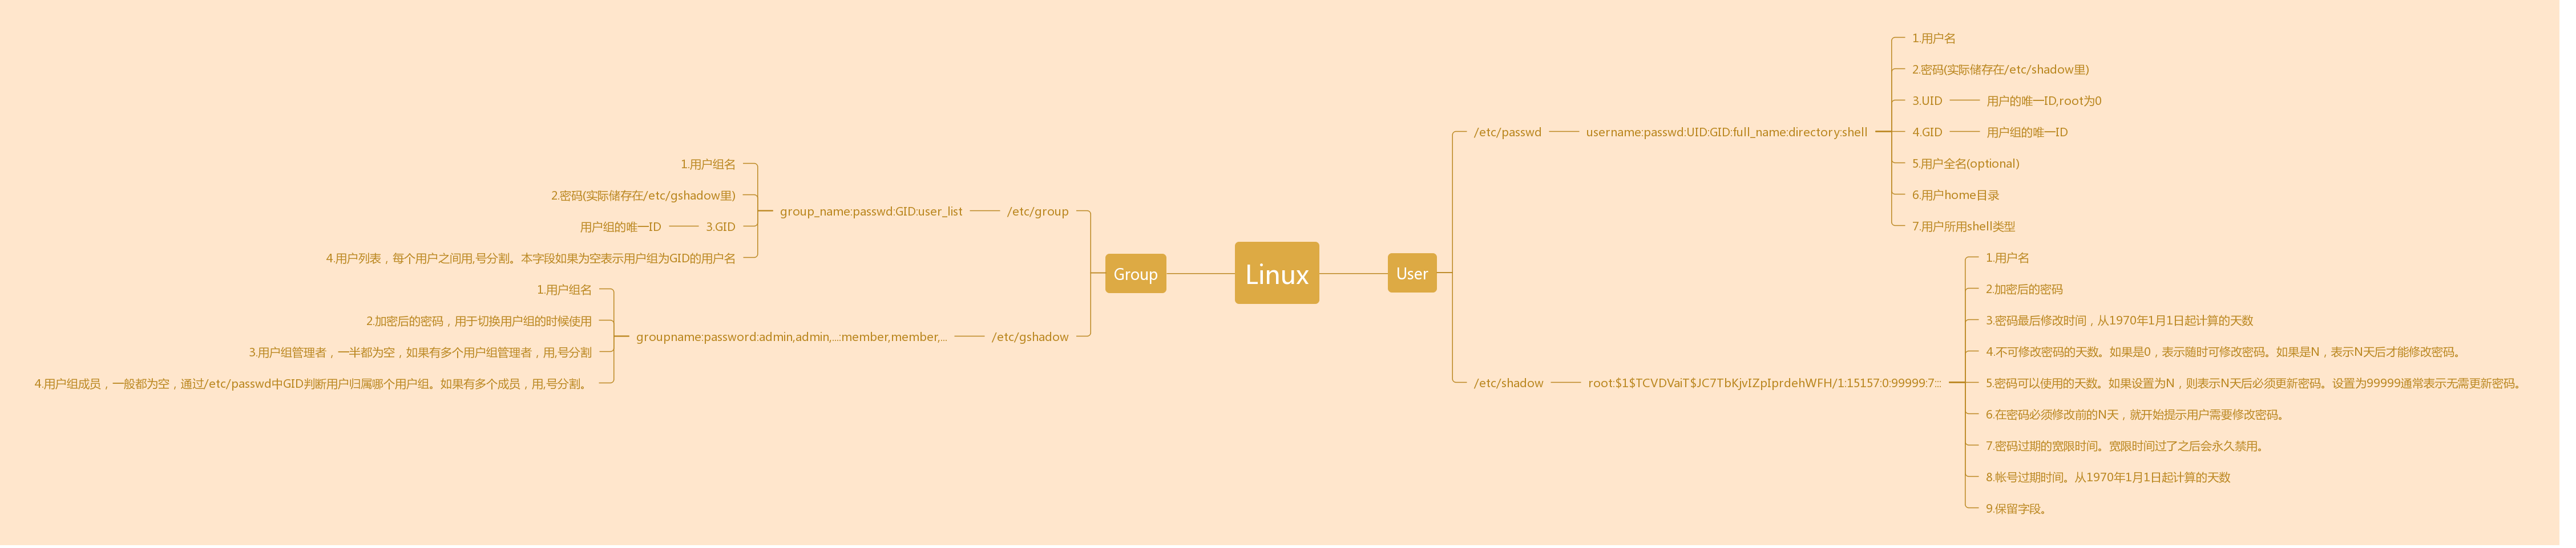 Linux
User
/etc/passwd
username:passwd:UID:GID:full_name:directory:shell
1.用户名
2.密码(实际储存在/etc/shadow里)
3.UID
用户的唯一ID,root为0
4.GID
用户组的唯一ID
5.用户全名(optional)
6.用户home目录
7.用户所用shell类型
/etc/shadow
root:$1$TCVDVaiT$JC7TbKjvIZpIprdehWFH/1:15157:0:99999:7:::
1.用户名
2.加密后的密码
3.密码最后修改时间，从1970年1月1日起计算的天数
4.不可修改密码的天数。如果是0，表示随时可修改密码。如果是N，表示N天后才能修改密码。
5.密码可以使用的天数。如果设置为N，则表示N天后必须更新密码。设置为99999通常表示无需更新密码。
6.在密码必须修改前的N天，就开始提示用户需要修改密码。
7.密码过期的宽限时间。宽限时间过了之后会永久禁用。
8.帐号过期时间。从1970年1月1日起计算的天数
9.保留字段。
Group
/etc/group
group_name:passwd:GID:user_list
1.用户组名
2.密码(实际储存在/etc/gshadow里)
3.GID
用户组的唯一ID
4.用户列表，每个用户之间用,号分割。本字段如果为空表示用户组为GID的用户名
/etc/gshadow
groupname:password:admin,admin,...:member,member,...
1.用户组名
2.加密后的密码，用于切换用户组的时候使用
3.用户组管理者，一半都为空，如果有多个用户组管理者，用,号分割
4.用户组成员，一般都为空，通过/etc/passwd中GID判断用户归属哪个用户组。如果有多个成员，用,号分割。